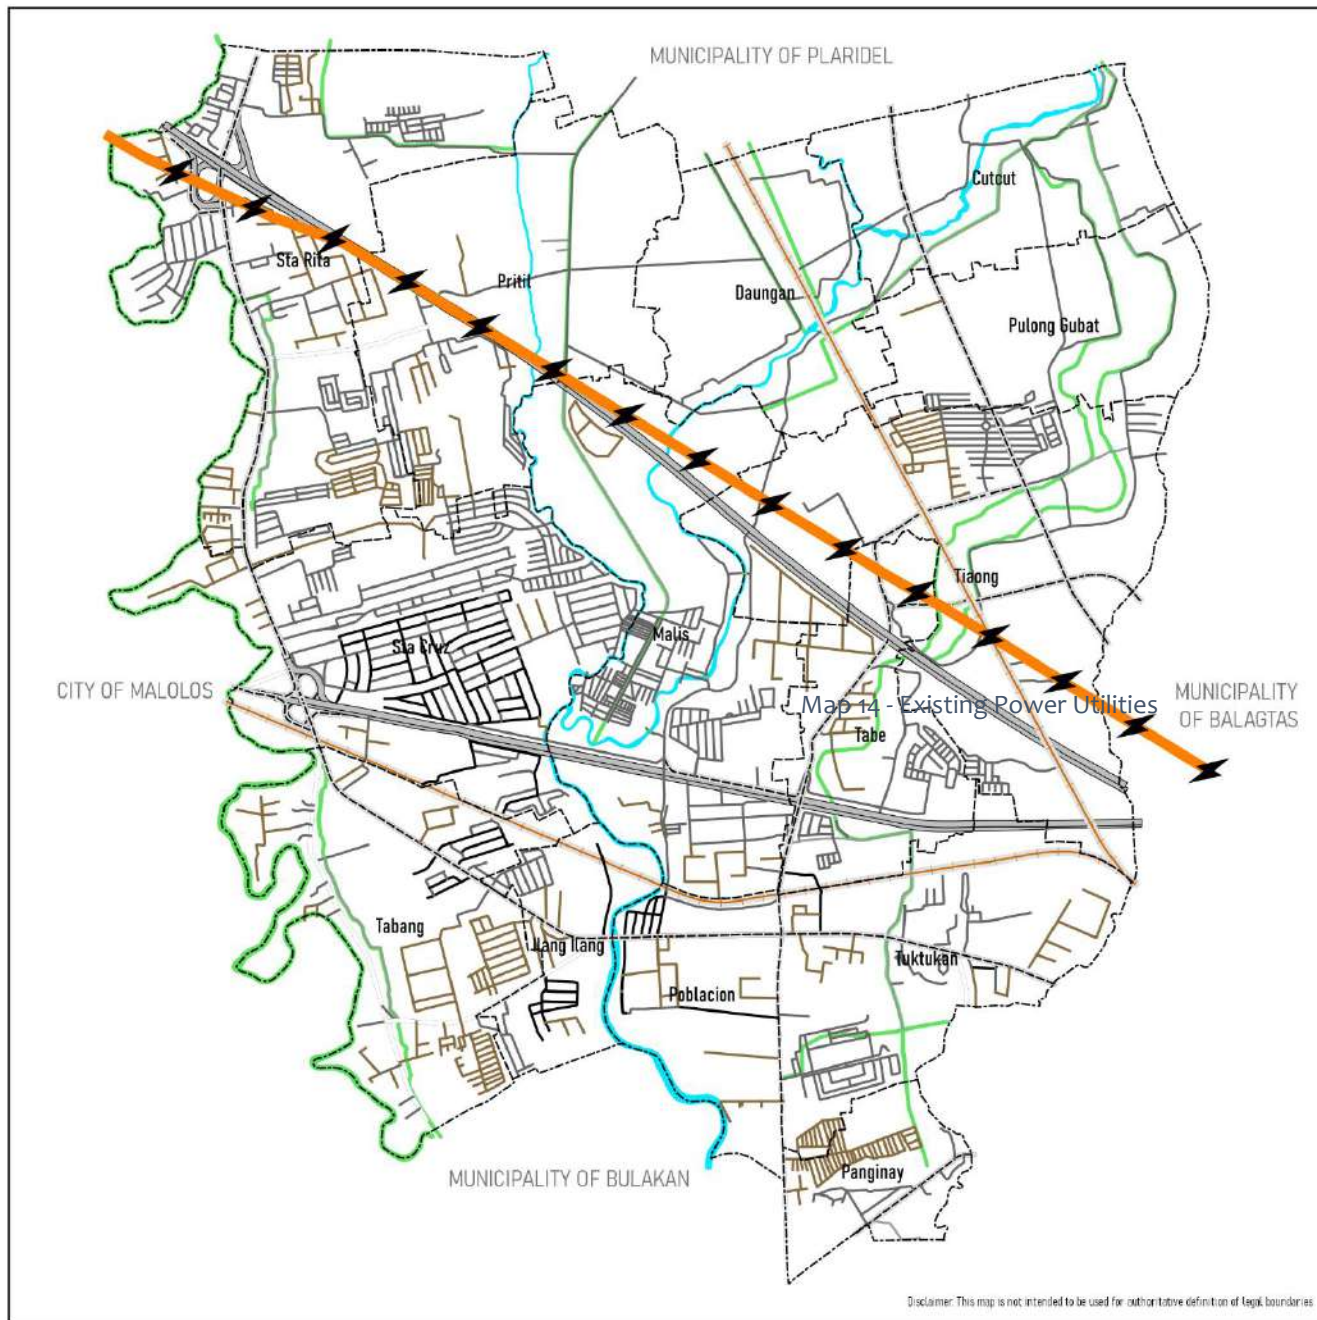 MUNICIPALITY OF PLARIDEL
Cutcut
Sta Rita
Pritil
Daungan
Pulong Gubat
Tiaong
Malis
Sta Cruz
CITY OF MALOLOS
MUNICIPALITY
OF BALAGTAS
Map 14 - Existing Power Utilities
Tabe
Tabang
Ilang Ilang
Tuktukan
Poblacion
Panginay
MUNICIPALITY OF BULAKAN
Disclaimer: This map is not intended to be used for authoritative definition of legal boundaries